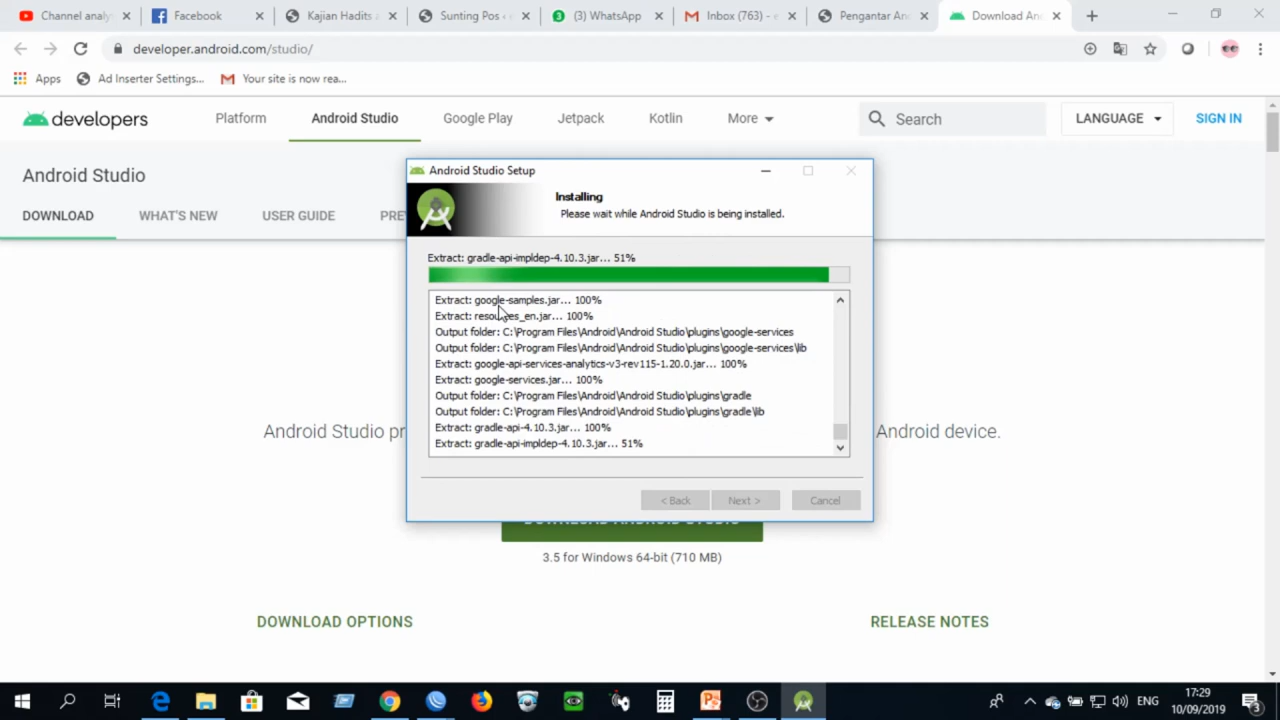 Channel analy
Facebook
Kajian Hadits
Sunting Pos ‹
(3) WhatsApp
Inbox (763) -
Pengantar An
Download An
developer.android.com/studio/
Apps
Ad Inserter Settings...
Your site is now rea...
developers
Platform
Android Studio
Google Play
Jetpack
Kotlin
More
Search
LANGUAGE
SIGN IN
Android Studio
DOWNLOAD
WHAT'S NEW
USER GUIDE
PRE
Android Studio Setup
Installing
Please wait while Android Studio is being installed.
Extract: gradle-api-impldep-4.10.3.jar... 51%
Extract: google-samples.jar... 100%
Extract: resources_en.jar... 100%
Output folder: C:\Program Files\Android\Android Studio\plugins\google-services
Output folder: C:\Program Files\Android\Android Studio\plugins\google-services\lib
Extract: google-api-services-analytics-v3-rev115-1.20.0.jar... 100%
Extract: google-services.jar... 100%
Output folder: C:\Program Files\Android\Android Studio\plugins\gradle
Output folder: C:\Program Files\Android\Android Studio\plugins\gradle\lib
Extract: gradle-api-4.10.3.jar... 100%
Extract: gradle-api-impldep-4.10.3.jar... 51%
Android Studio pr
Android device.
< Back
Next >
Cancel
DOWNLOAD ANDROID STUDIO
3.5 for Windows 64-bit (710 MB)
DOWNLOAD OPTIONS
RELEASE NOTES
ENG
17:29
10/09/2019
3